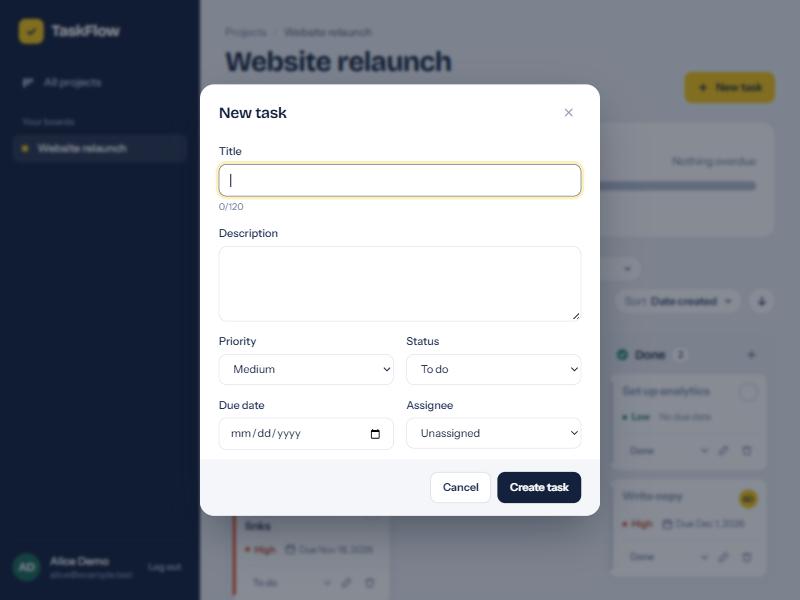 TaskFlow
All projects
Your boards
Website relaunch
Alice Demo
alice@example.test
Log out
AD
Projects / Website relaunch
Website relaunch
+ New task
Nothing overdue
Sort Date created
Done 2
Set up analytics
Low No due date
Done
Write copy
High Due Dec 1, 2026
Done
links
High Due Nov 18, 2026
To do
New task
Title
0/120
Description
Priority
Status
Medium
To do
Due date
Assignee
mm/dd/yyyy
Unassigned
Cancel
Create task